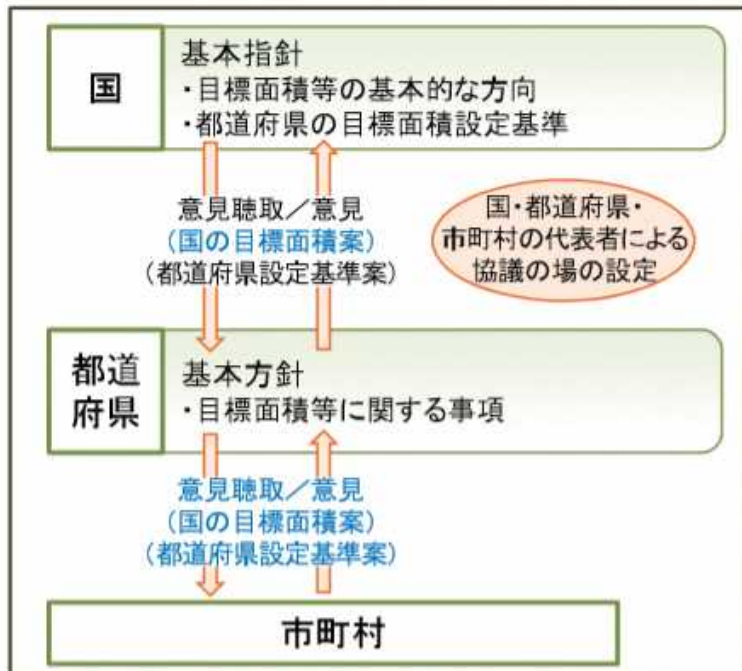 国
基本指針
・目標面積等の基本的な方向
・都道府県の目標面積設定基準
意見聴取／意見
(国の目標面積案)
(都道府県設定基準案)
国・都道府県・
市町村の代表者による
協議の場の設定
都道
府県
基本方針
・目標面積等に関する事項
意見聴取／意見
(国の目標面積案)
(都道府県設定基準案)
市町村